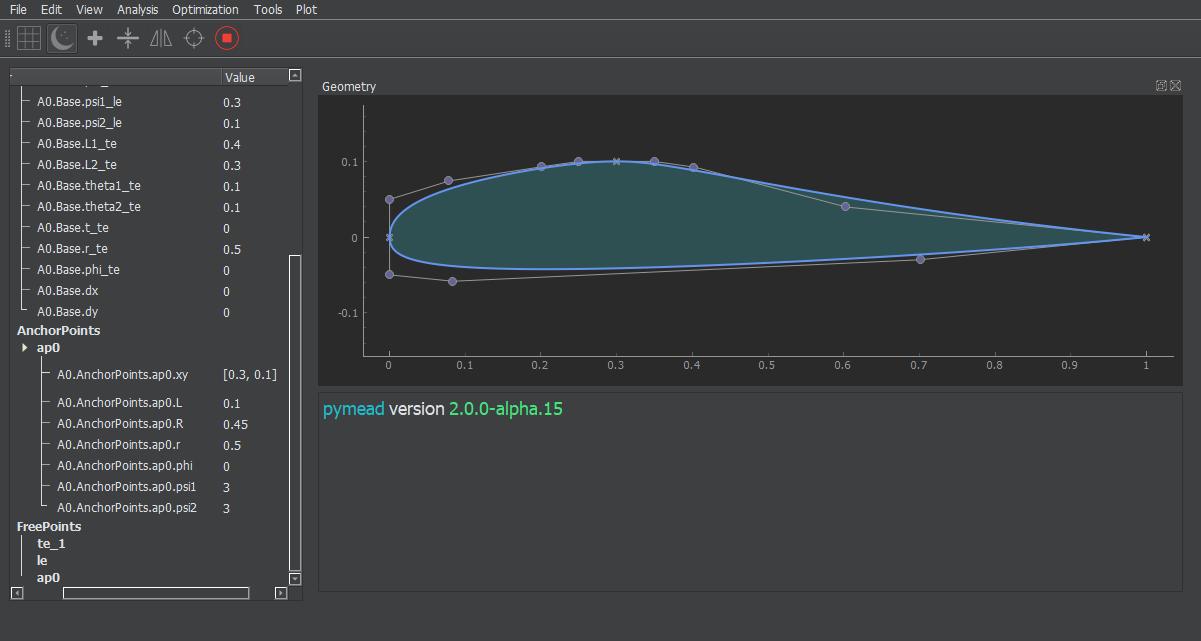 File Edit View Analysis Optimization Tools Plot
Value
A0.Base.psi1_le 0.3
A0.Base.psi2_le 0.1
A0.Base.L1_te 0.4
A0.Base.L2_te 0.3
A0.Base.theta1_te 0.1
A0.Base.theta2_te 0.1
A0.Base.t_te 0
A0.Base.r_te 0.5
A0.Base.phi_te 0
A0.Base.dx 0
A0.Base.dy 0
AnchorPoints
ap0
A0.AnchorPoints.ap0.xy [0.3, 0.1]
A0.AnchorPoints.ap0.L 0.1
A0.AnchorPoints.ap0.R 0.45
A0.AnchorPoints.ap0.r 0.5
A0.AnchorPoints.ap0.phi 0
A0.AnchorPoints.ap0.psi1 3
A0.AnchorPoints.ap0.psi2 3
FreePoints
te_1
le
ap0
Geometry
0.1
0
-0.1
0 0.1 0.2 0.3 0.4 0.5 0.6 0.7 0.8 0.9 1
pymead version 2.0.0-alpha.15